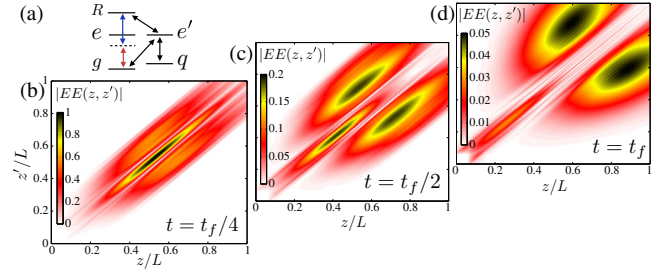 (a)
R
e
e′
g
q
(b)
|EE(z, z′)|
1
0.8
0.6
0.4
0.2
0
z′/L
1
0.8
0.6
0.4
0.2
0
0
0.2
0.4
0.6
0.8
1
z/L
t = t_f/4
(c)
|EE(z, z′)|
0.2
0.15
0.1
0.05
0
0
0.2
0.4
0.6
0.8
1
z/L
t = t_f/2
(d)
|EE(z, z′)|
0.05
0.04
0.03
0.02
0.01
0
0
0.2
0.4
0.6
0.8
1
z/L
t = t_f